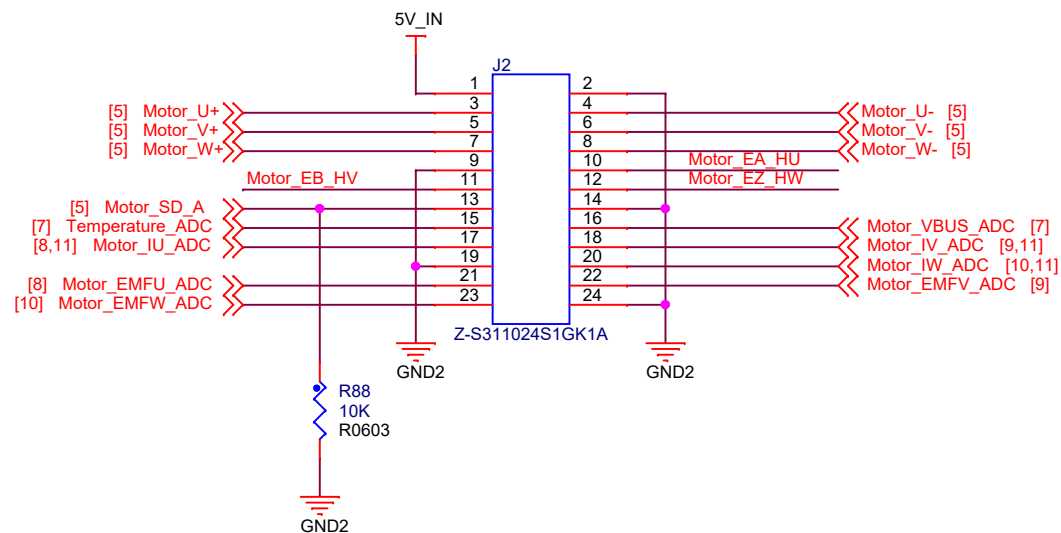 5V_IN
J2
1 2
3 4
5 6
7 8
9 10
11 12
13 14
15 16
17 18
19 20
21 22
23 24
[5] Motor_U+
[5] Motor_V+
[5] Motor_W+
Motor_EB_HV
[5] Motor_SD_A
[7] Temperature_ADC
[8,11] Motor_IU_ADC
[8] Motor_EMFU_ADC
[10] Motor_EMFW_ADC
Motor_U- [5]
Motor_V- [5]
Motor_W- [5]
Motor_EA_HU
Motor_EZ_HW
Motor_VBUS_ADC [7]
Motor_IV_ADC [9,11]
Motor_IW_ADC [10,11]
Motor_EMFV_ADC [9]
Z-S311024S1GK1A
GND2
GND2
R88
10K
R0603
GND2